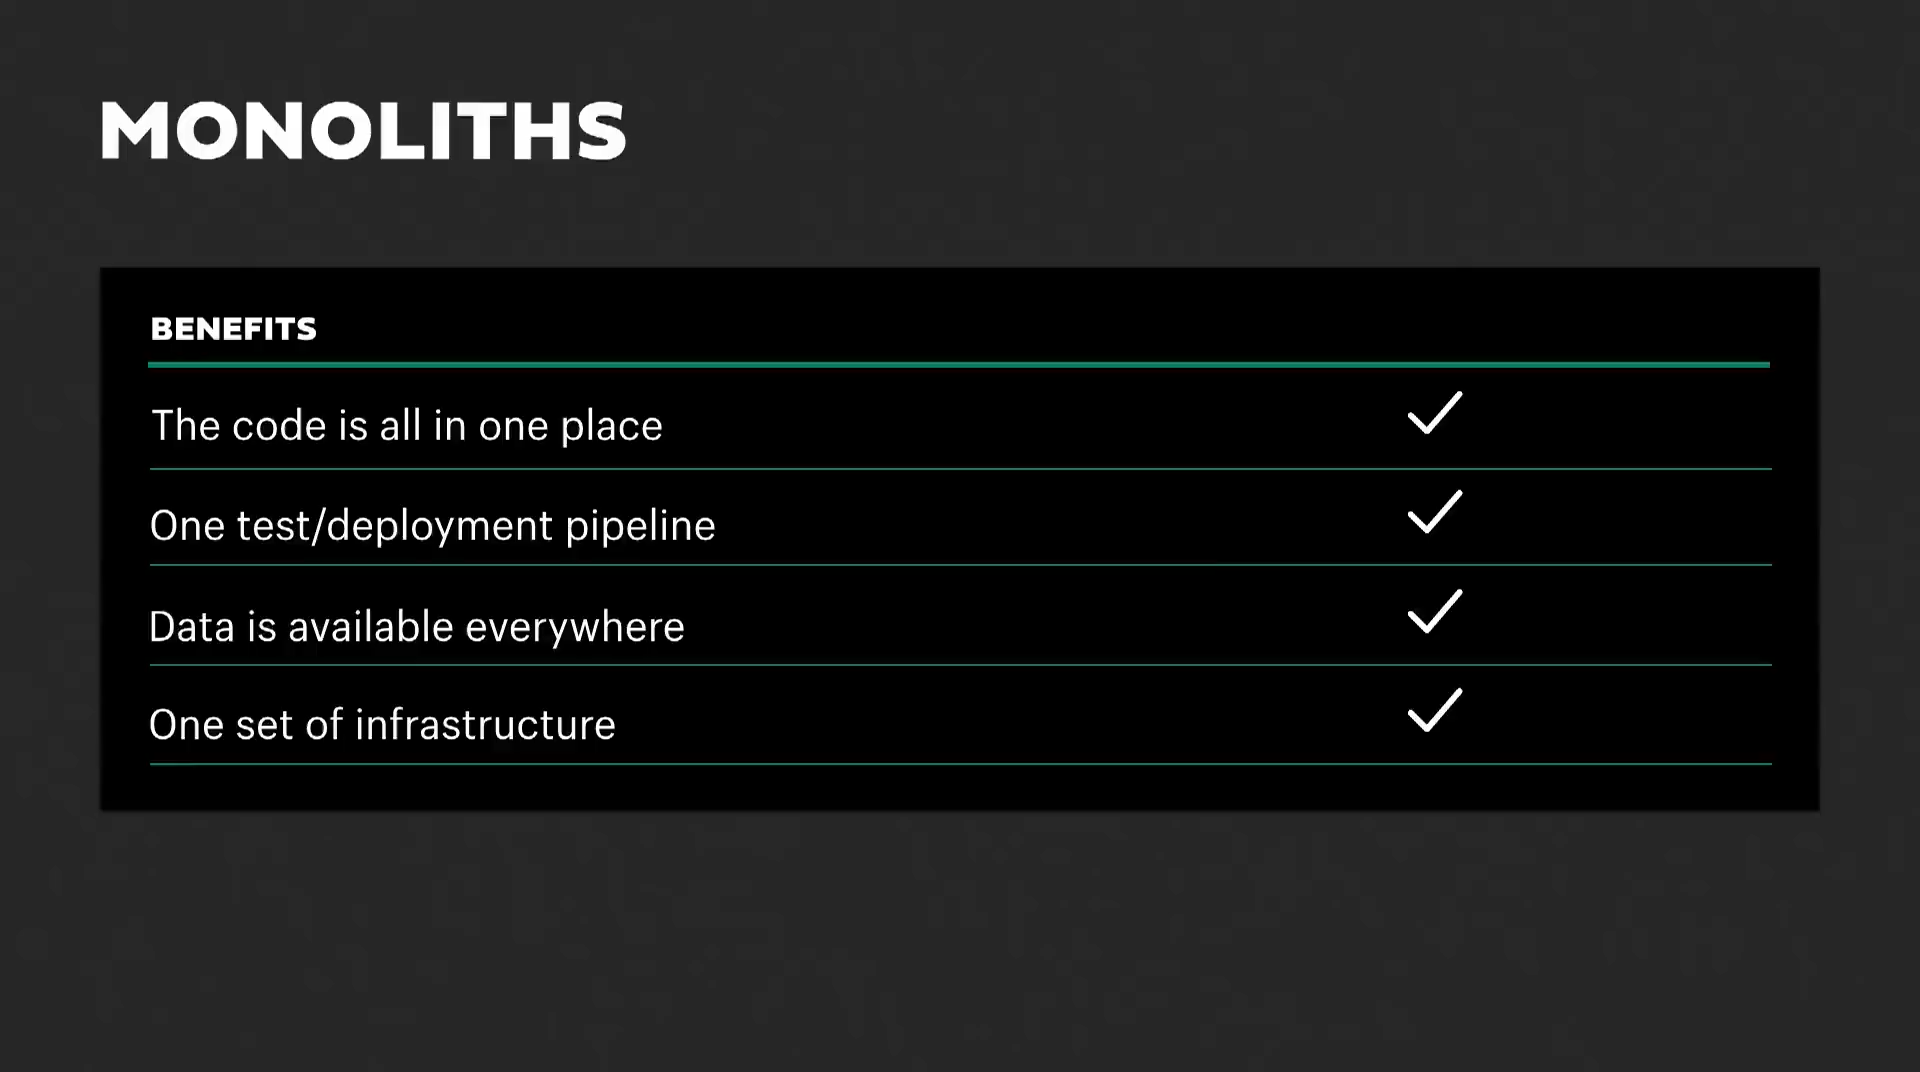 MONOLITHS
BENEFITS
The code is all in one place
One test/deployment pipeline
Data is available everywhere
One set of infrastructure